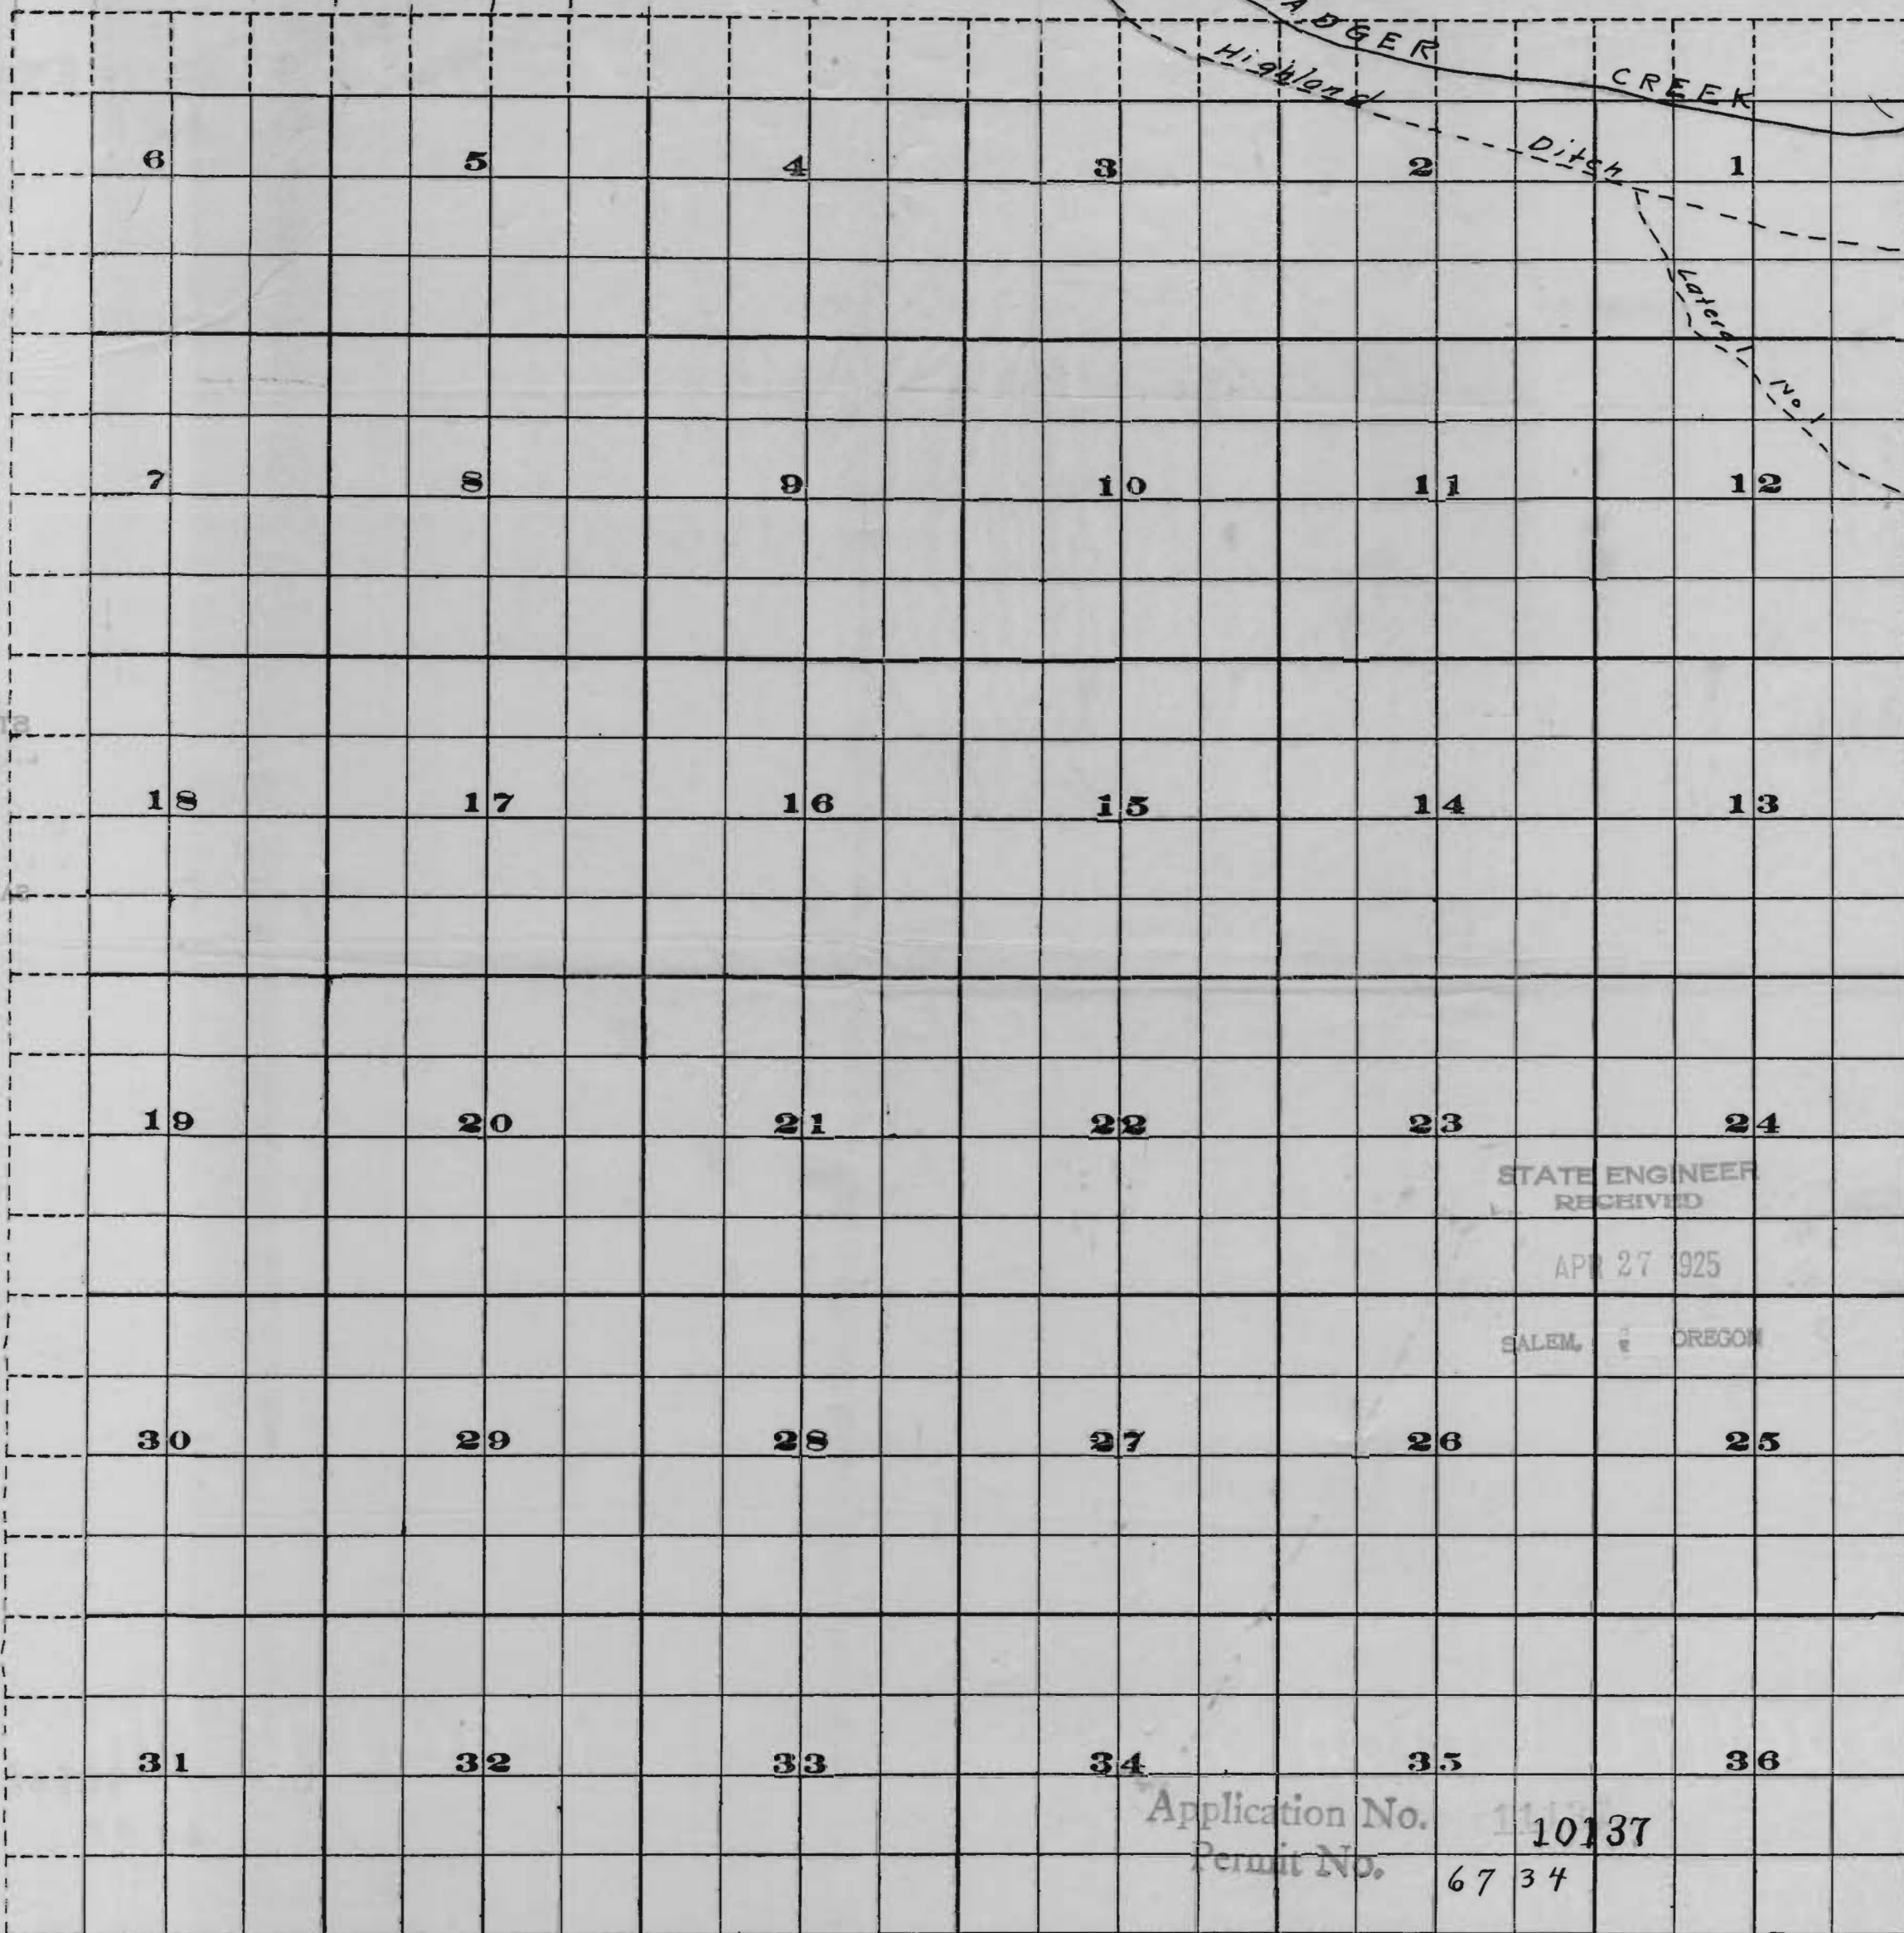 ADGER CREEK
Highland Ditch
6 5 4 3 2 1
Lateral No 1
7 8 9 10 11 12
18 17 16 15 14 13
19 20 21 22 23 24
STATE ENGINEER
RECEIVED
APR 27 1925
SALEM, OREGON
30 29 28 27 26 25
31 32 33 34 35 36
Application No. 10137
Permit No. 6734